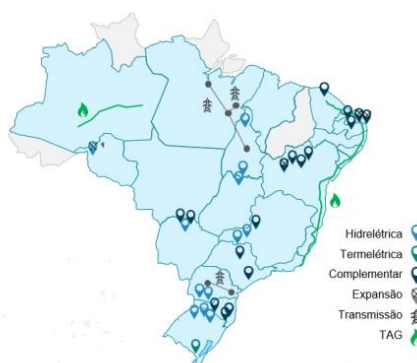 Hidrelétrica
Termelétrica
Complementar
Expansão
Transmissão
TAG